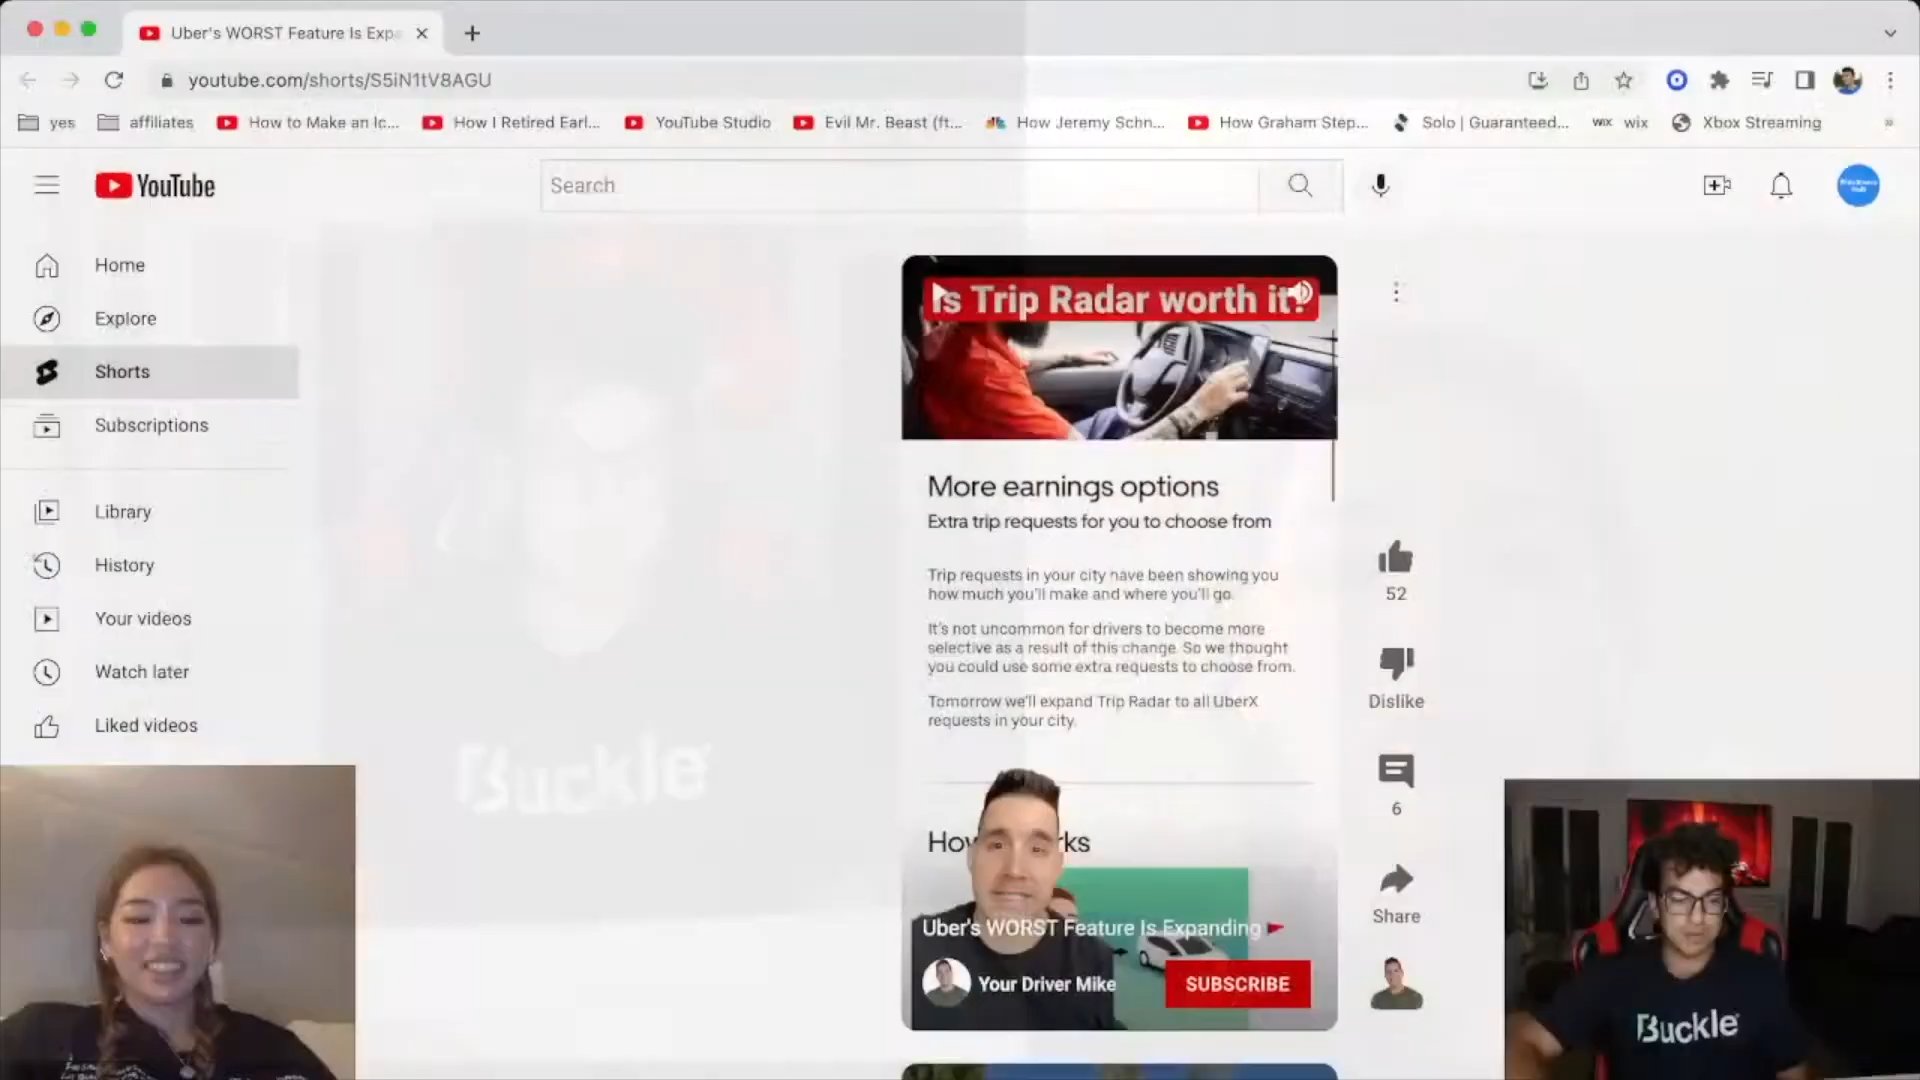 Uber's WORST Feature Is Exp
youtube.com/shorts/S5iN1tV8AGU
yes
affiliates
How to Make an Ic...
How I Retired Earl...
YouTube Studio
Evil Mr. Beast (ft...
How Jeremy Schn...
How Graham Step...
Solo | Guaranteed...
WIX wix
Xbox Streaming
YouTube
Search
Home
Explore
Shorts
Subscriptions
Library
History
Your videos
Watch later
Liked videos
Is Trip Radar worth it?
More earnings options
Extra trip requests for you to choose from
Trip requests in your city have been showing you
how much you'll make and where you'll go.
It's not uncommon for drivers to become more
selective as a result of this change. So we thought
you could use some extra requests to choose from.
Tomorrow we'll expand Trip Radar to all UberX
requests in your city.
52
Dislike
6
Share
Uber's WORST Feature Is Expanding
Your Driver Mike
SUBSCRIBE
Buckle
Buckle